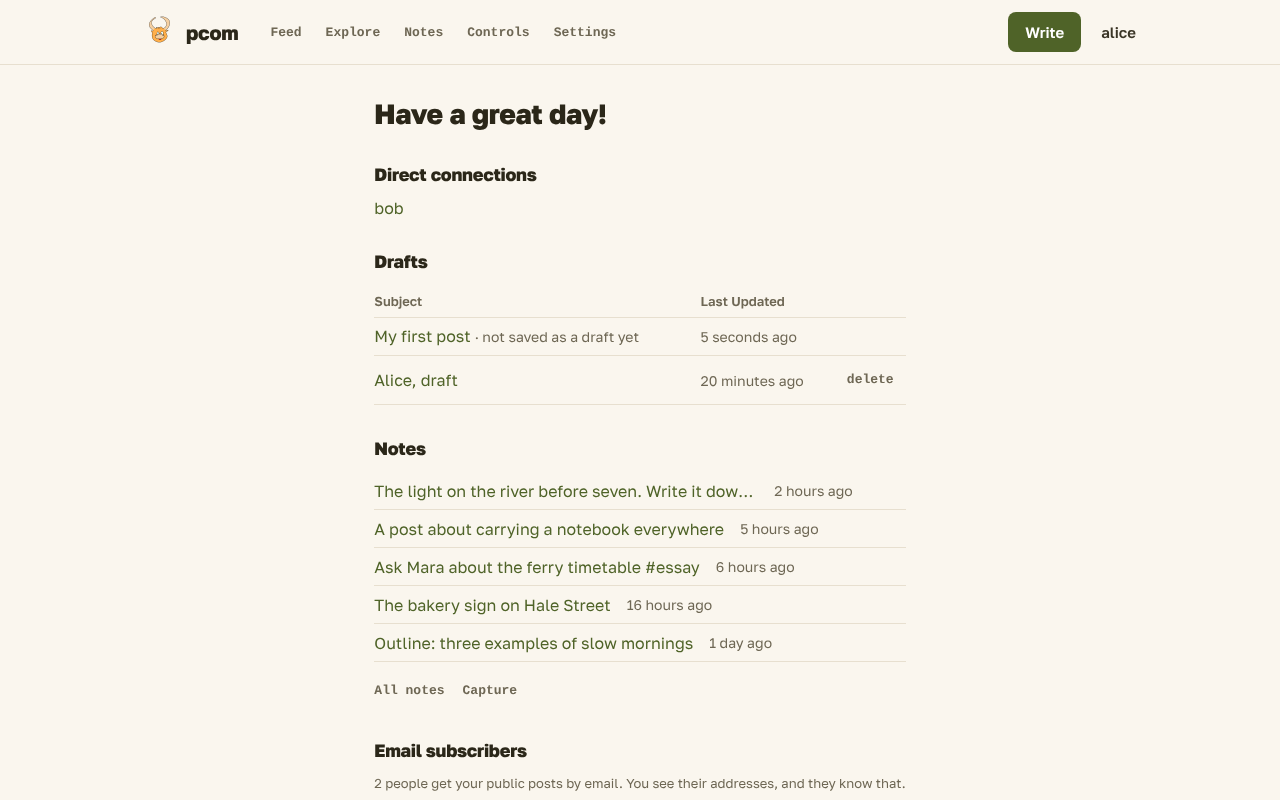 pcom Feed Explore Notes Controls Settings Write alice
Have a great day!
Direct connections
bob
Drafts
Subject Last Updated
My first post · not saved as a draft yet 5 seconds ago
Alice, draft 20 minutes ago delete
Notes
The light on the river before seven. Write it dow… 2 hours ago
A post about carrying a notebook everywhere 5 hours ago
Ask Mara about the ferry timetable #essay 6 hours ago
The bakery sign on Hale Street 16 hours ago
Outline: three examples of slow mornings 1 day ago
All notes Capture
Email subscribers
2 people get your public posts by email. You see their addresses, and they know that.